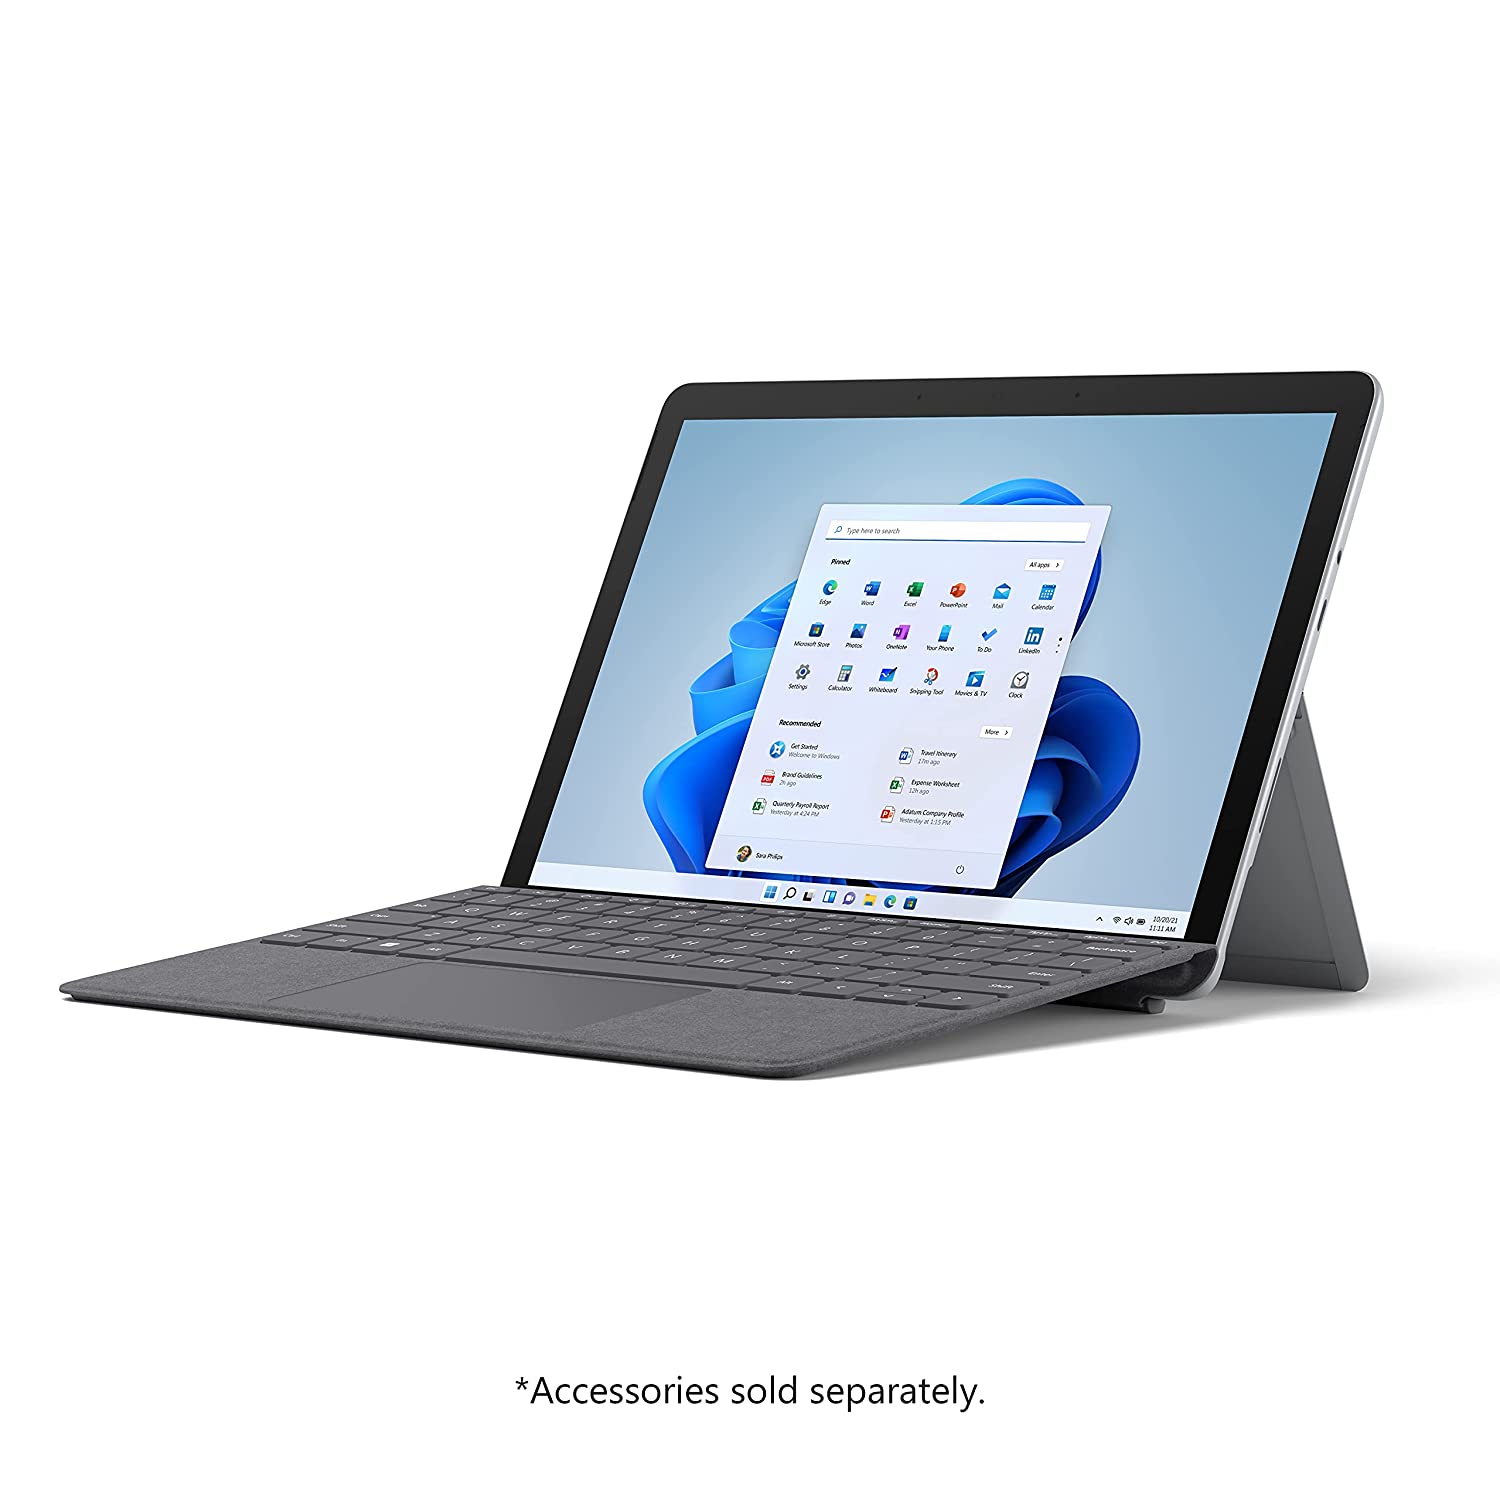 Type here to search
Pinned
All apps >
Edge
Word
Excel
PowerPoint
Mail
Calendar
Microsoft Store
Photos
OneNote
Your Phone
To Do
LinkedIn
Settings
Calculator
Whiteboard
Snipping Tool
Movies & TV
Clock
Recommended
More >
Get Started
Welcome to Windows
Travel Itinerary
17m ago
Brand Guidelines
2h ago
Expense Worksheet
12h ago
Quarterly Payroll Report
Yesterday at 4:24 PM
Adatum Company Profile
Yesterday at 1:15 PM
Sara Philips
10/20/21
11:11 AM
Q W E R T Y U I O P
A S D F G H J K L
Z X C V B N M
Backspace
Enter
Shift
Alt
*Accessories sold separately.